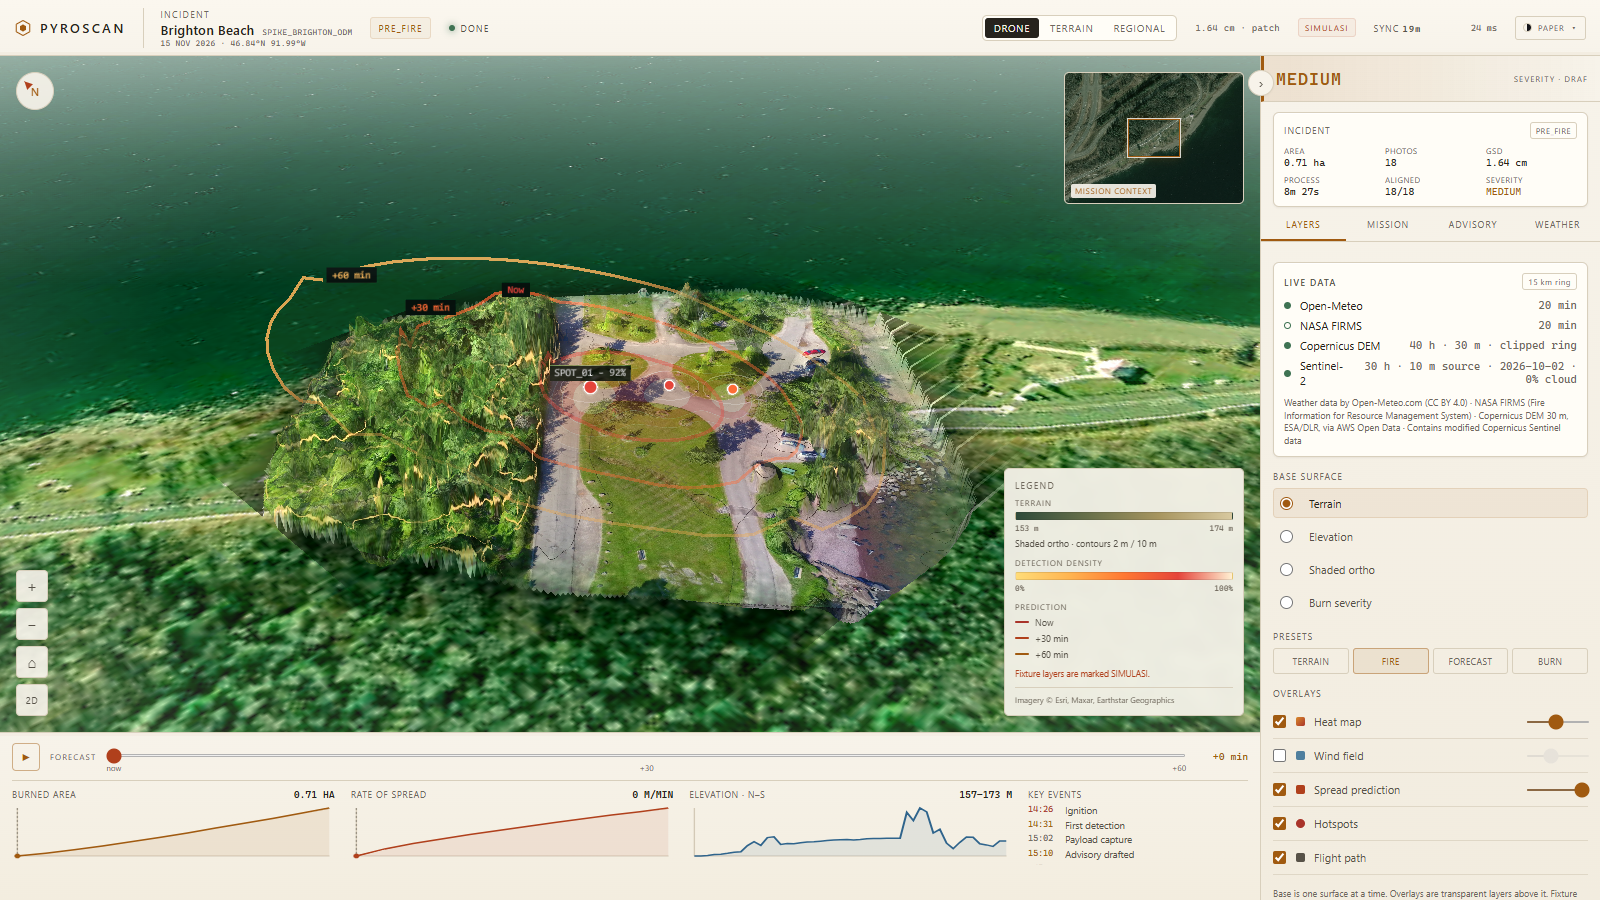 PYROSCAN
INCIDENT
Brighton Beach SPIKE_BRIGHTON_ODM
15 NOV 2026 · 46.84°N 91.99°W
PRE_FIRE
DONE
DRONE
TERRAIN
REGIONAL
1.64 cm · patch
SIMULASI
SYNC 19m
24 ms
PAPER
N
+60 min
+30 min
Now
SPOT_01 – 92%
MISSION CONTEXT
+
−
2D
LEGEND
TERRAIN
153 m 174 m
Shaded ortho · contours 2 m / 10 m
DETECTION DENSITY
0% 100%
PREDICTION
Now
+30 min
+60 min
Fixture layers are marked SIMULASI.
Imagery © Esri, Maxar, Earthstar Geographics
MEDIUM
SEVERITY · DRAF
INCIDENT
PRE_FIRE
AREA PHOTOS GSD
0.71 ha 18 1.64 cm
PROCESS ALIGNED SEVERITY
8m 27s 18/18 MEDIUM
LAYERS MISSION ADVISORY WEATHER
LIVE DATA
15 km ring
Open-Meteo 20 min
NASA FIRMS 20 min
Copernicus DEM 40 h · 30 m · clipped ring
Sentinel- 30 h · 10 m source · 2026-10-02 ·
2 0% cloud
Weather data by Open-Meteo.com (CC BY 4.0) · NASA FIRMS (Fire
Information for Resource Management System) · Copernicus DEM 30 m,
ESA/DLR, via AWS Open Data · Contains modified Copernicus Sentinel
data
BASE SURFACE
Terrain
Elevation
Shaded ortho
Burn severity
PRESETS
TERRAIN FIRE FORECAST BURN
OVERLAYS
Heat map
Wind field
Spread prediction
Hotspots
Flight path
Base is one surface at a time. Overlays are transparent layers above it. Fixture
FORECAST
now +30 +60
+0 min
BURNED AREA 0.71 HA
RATE OF SPREAD 0 M/MIN
ELEVATION · N–S 157–173 M
KEY EVENTS
14:26 Ignition
14:31 First detection
15:02 Payload capture
15:10 Advisory drafted